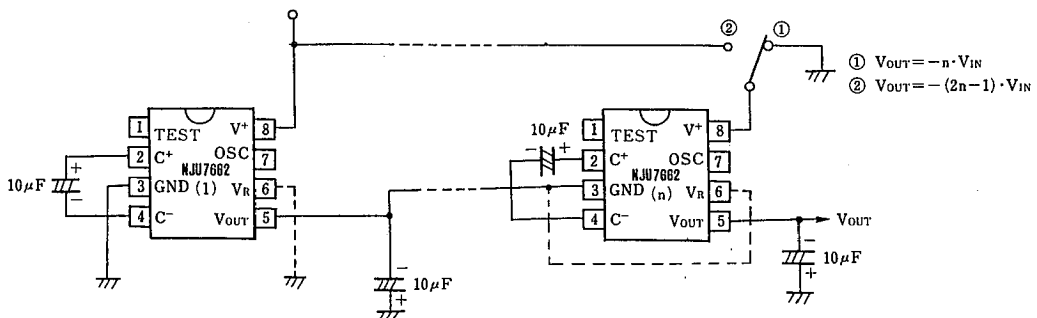 ② ①
① VOUT=−n·VIN
② VOUT=−(2n−1)·VIN
1 TEST V+ 8
2 C+ OSC 7
NJU7662
3 GND (1) VR 6
4 C− VOUT 5
10μF
+
−
10μF
−
+
10μF
− +
1 TEST V+ 8
2 C+ OSC 7
NJU7662
3 GND (n) VR 6
4 C− VOUT 5
VOUT
10μF
−
+